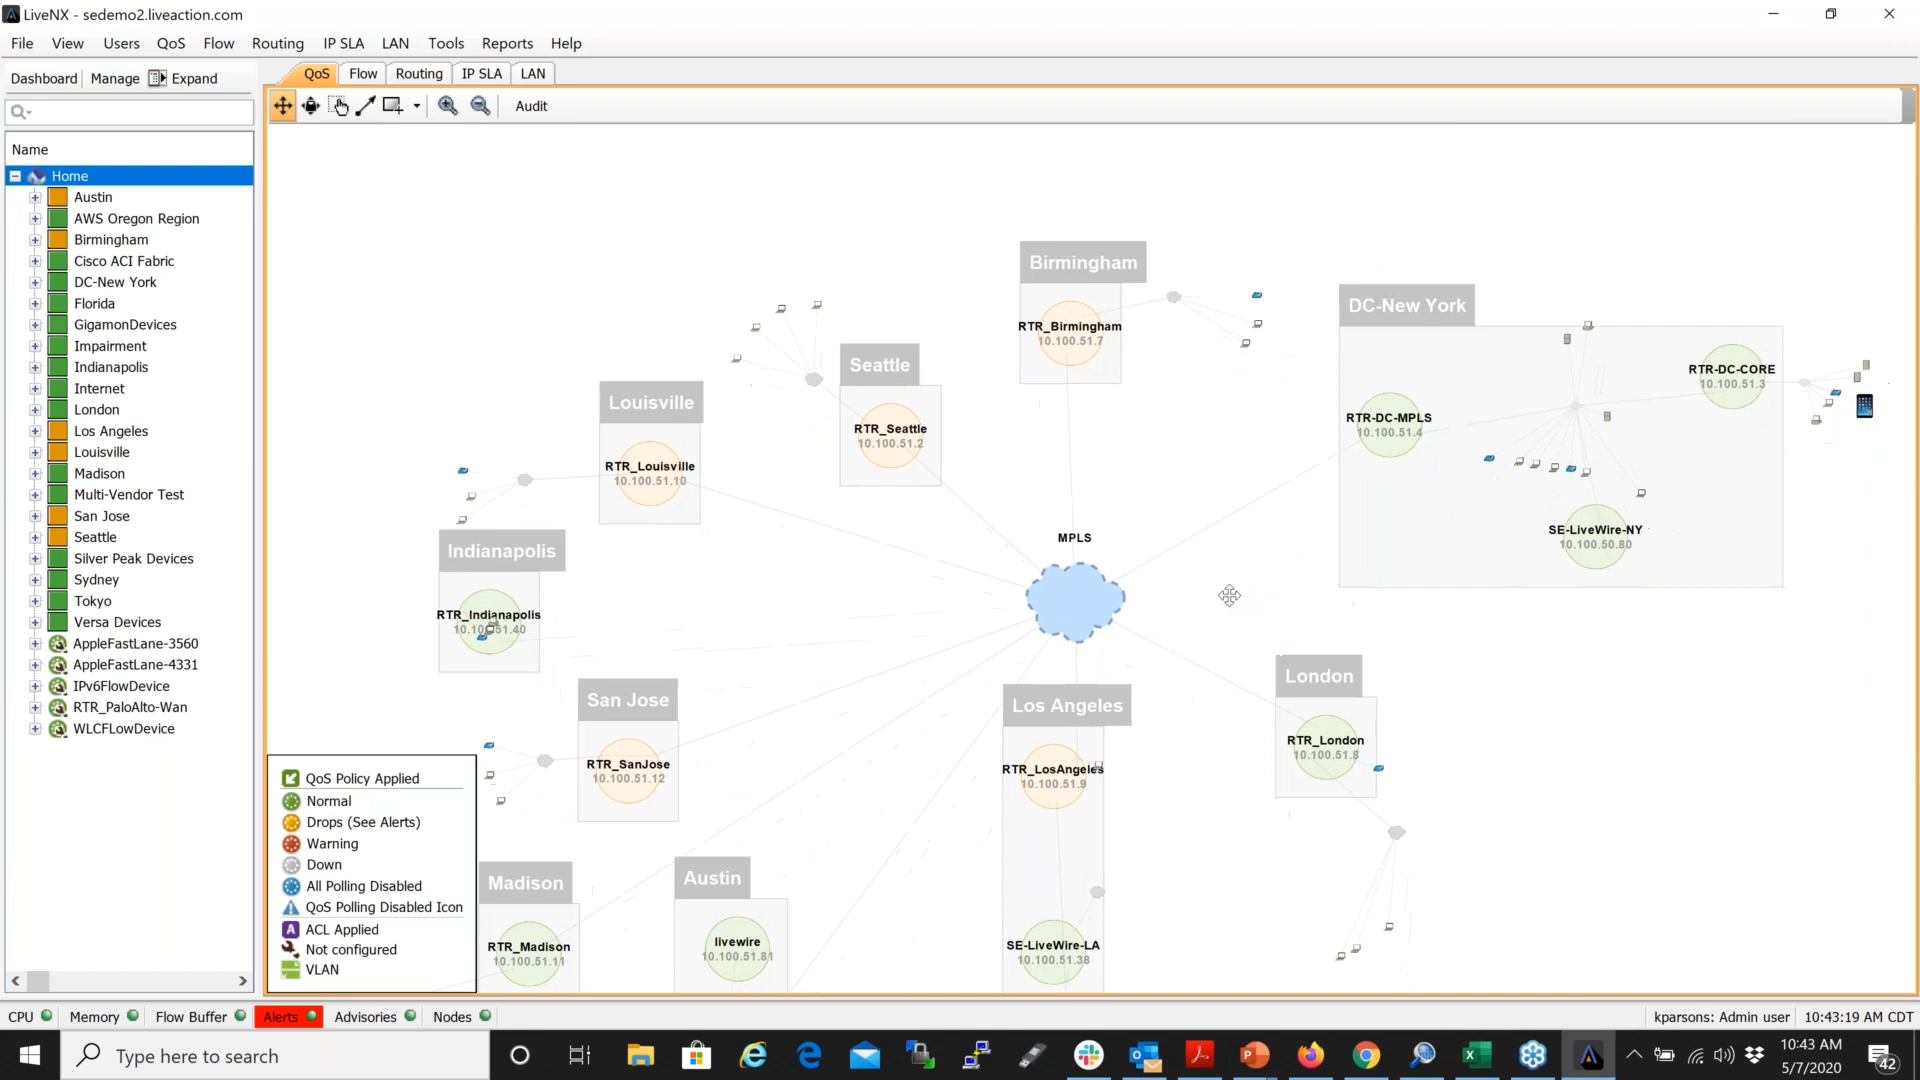 LiveNX - sedemo2.liveaction.com
File View Users QoS Flow Routing IP SLA LAN Tools Reports Help
Dashboard Manage Expand
QoS Flow Routing IP SLA LAN
Audit
Name
Home
Austin
AWS Oregon Region
Birmingham
Cisco ACI Fabric
DC-New York
Florida
GigamonDevices
Impairment
Indianapolis
Internet
London
Los Angeles
Louisville
Madison
Multi-Vendor Test
San Jose
Seattle
Silver Peak Devices
Sydney
Tokyo
Versa Devices
AppleFastLane-3560
AppleFastLane-4331
IPv6FlowDevice
RTR_PaloAlto-Wan
WLCFLowDevice
Birmingham
RTR_Birmingham
10.100.51.7
DC-New York
RTR-DC-CORE
10.100.51.3
RTR-DC-MPLS
10.100.51.4
SE-LiveWire-NY
10.100.50.80
Seattle
RTR_Seattle
10.100.51.2
Louisville
RTR_Louisville
10.100.51.10
MPLS
Indianapolis
RTR_Indianapolis
10.100.51.40
San Jose
RTR_SanJose
10.100.51.12
Los Angeles
RTR_LosAngeles
10.100.51.9
London
RTR_London
10.100.51.8
Madison
RTR_Madison
10.100.51.11
Austin
livewire
10.100.51.81
SE-LiveWire-LA
10.100.51.38
QoS Policy Applied
Normal
Drops (See Alerts)
Warning
Down
All Polling Disabled
QoS Polling Disabled Icon
A ACL Applied
Not configured
VLAN
CPU Memory Flow Buffer Alerts Advisories Nodes
kparsons: Admin user 10:43:19 AM CDT
Type here to search
10:43 AM
5/7/2020
42